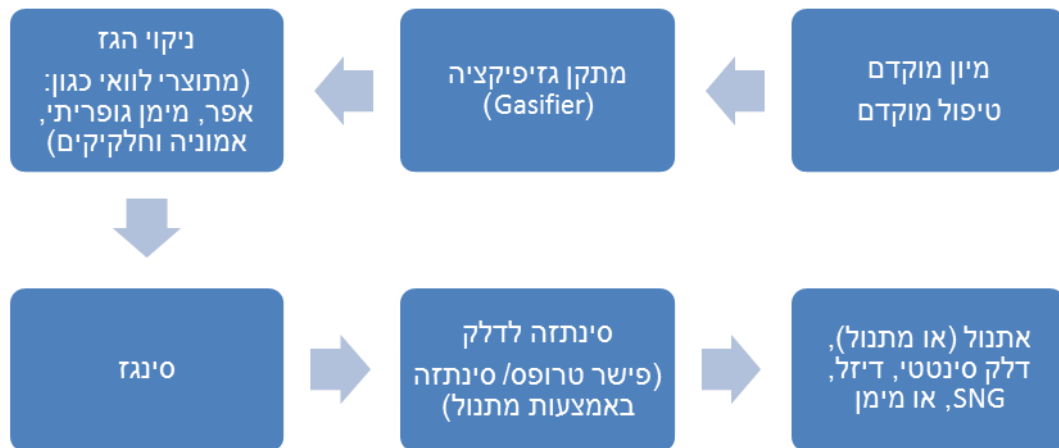 מיון מוקדם
טיפול מוקדם
מתקן גזיפיקציה
(Gasifier)
ניקוי הגז
(מתוצרי לוואי כגון:
אפר, מימן גופריתי,
אמוניה וחלקיקים)
סינגז
סינתזה לדלק
(פישר טרופס/ סינתזה
באמצעות מתנול)
אתנול (או מתנול),
דלק סינטטי, דיזל,
SNG, או מימן